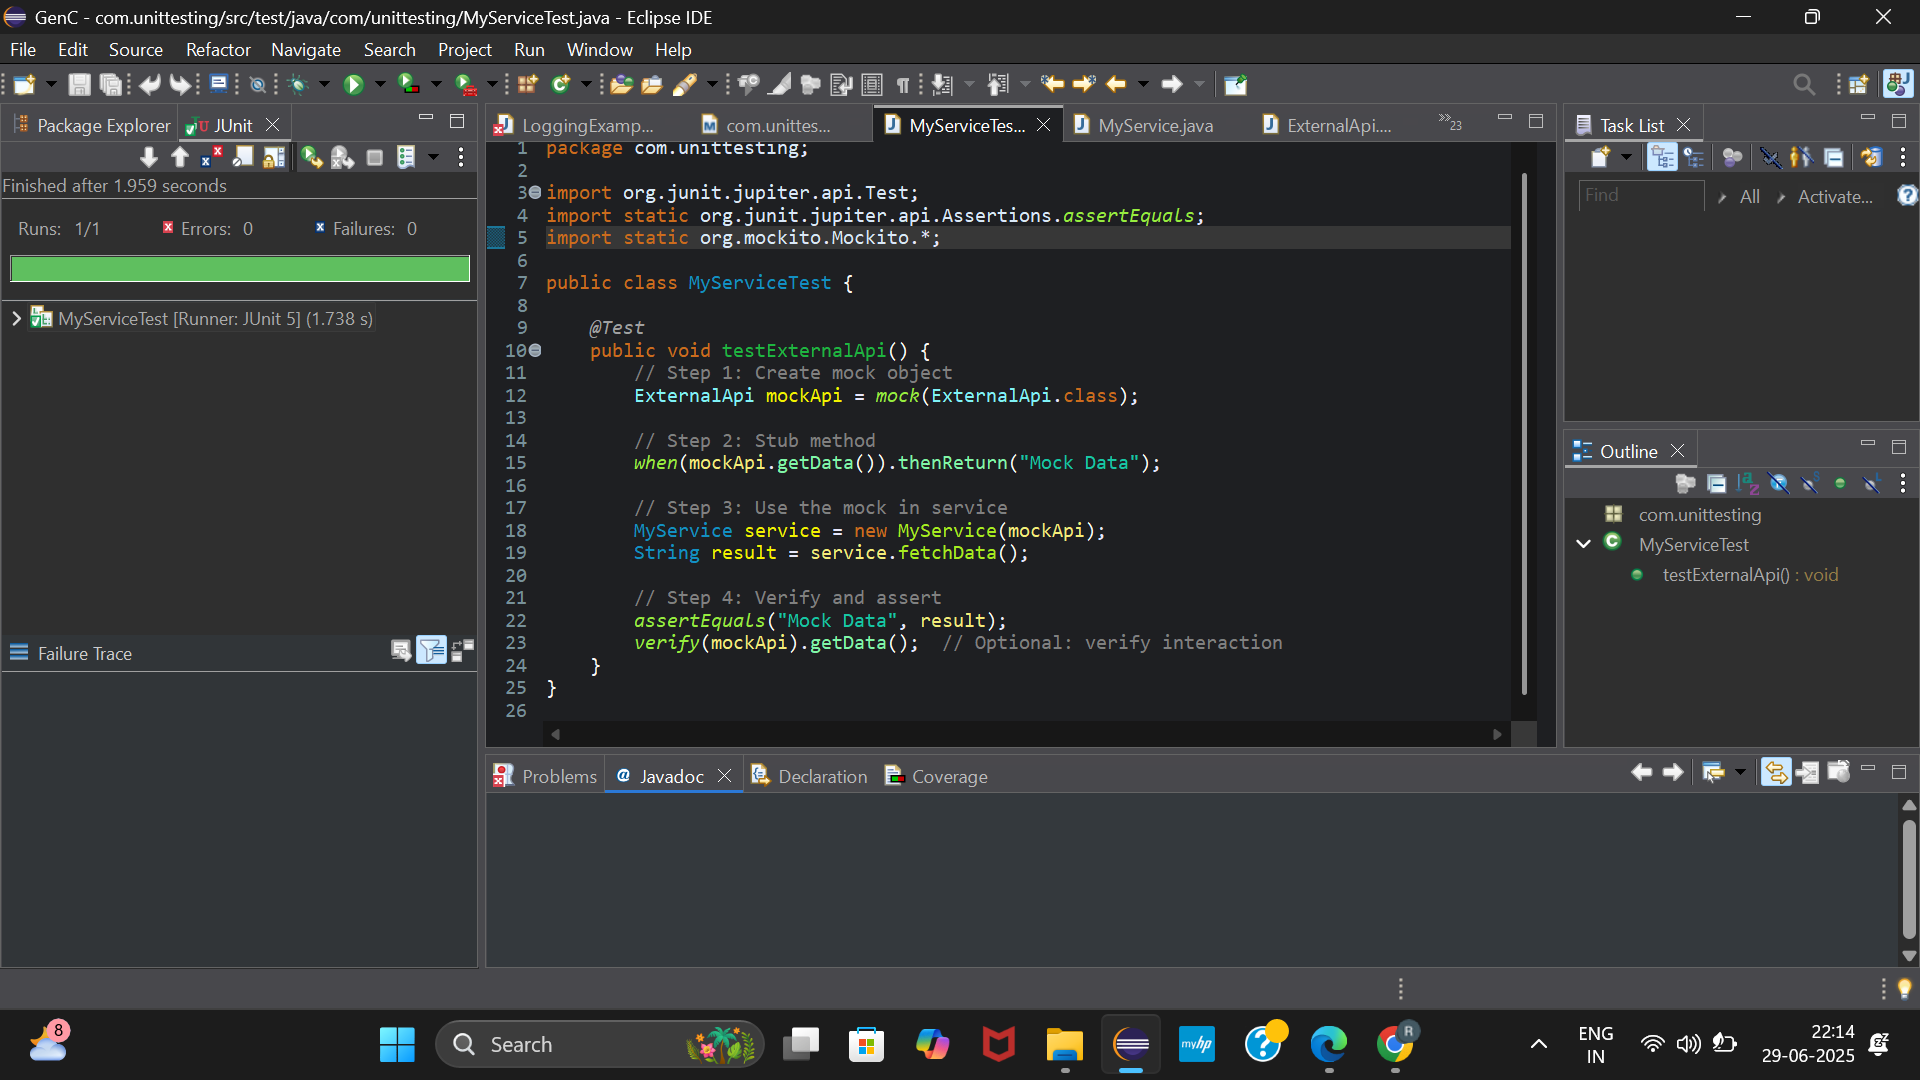 GenC - com.unittesting/src/test/java/com/unittesting/MyServiceTest.java - Eclipse IDE
File Edit Source Refactor Navigate Search Project Run Window Help
Package Explorer JUnit
Finished after 1.959 seconds
Runs: 1/1 Errors: 0 Failures: 0
MyServiceTest [Runner: JUnit 5] (1.738 s)
Failure Trace
LoggingExamp... com.unittes... MyServiceTes... MyService.java ExternalApi.... »23
1 package com.unittesting;
2
3 import org.junit.jupiter.api.Test;
4 import static org.junit.jupiter.api.Assertions.assertEquals;
5 import static org.mockito.Mockito.*;
6
7 public class MyServiceTest {
8
9 @Test
10 public void testExternalApi() {
11 // Step 1: Create mock object
12 ExternalApi mockApi = mock(ExternalApi.class);
13
14 // Step 2: Stub method
15 when(mockApi.getData()).thenReturn("Mock Data");
16
17 // Step 3: Use the mock in service
18 MyService service = new MyService(mockApi);
19 String result = service.fetchData();
20
21 // Step 4: Verify and assert
22 assertEquals("Mock Data", result);
23 verify(mockApi).getData(); // Optional: verify interaction
24 }
25 }
26
Task List
Find All Activate...
Outline
com.unittesting
MyServiceTest
testExternalApi() : void
Problems Javadoc Declaration Coverage
8
Search
myhp
R
ENG
IN
22:14
29-06-2025